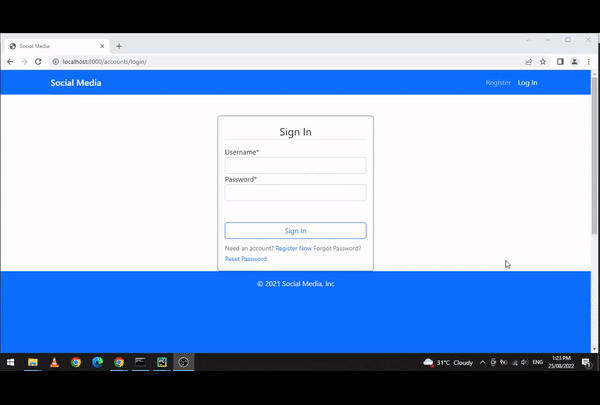 Social Media
localhost:8000/accounts/login/
Social Media
Register Log In
Sign In
Username*
Password*
Sign In
Need an account? Register Now Forgot Password?
Reset Password
© 2021 Social Media, Inc
31°C Cloudy
ENG
1:23 PM
25/08/2022